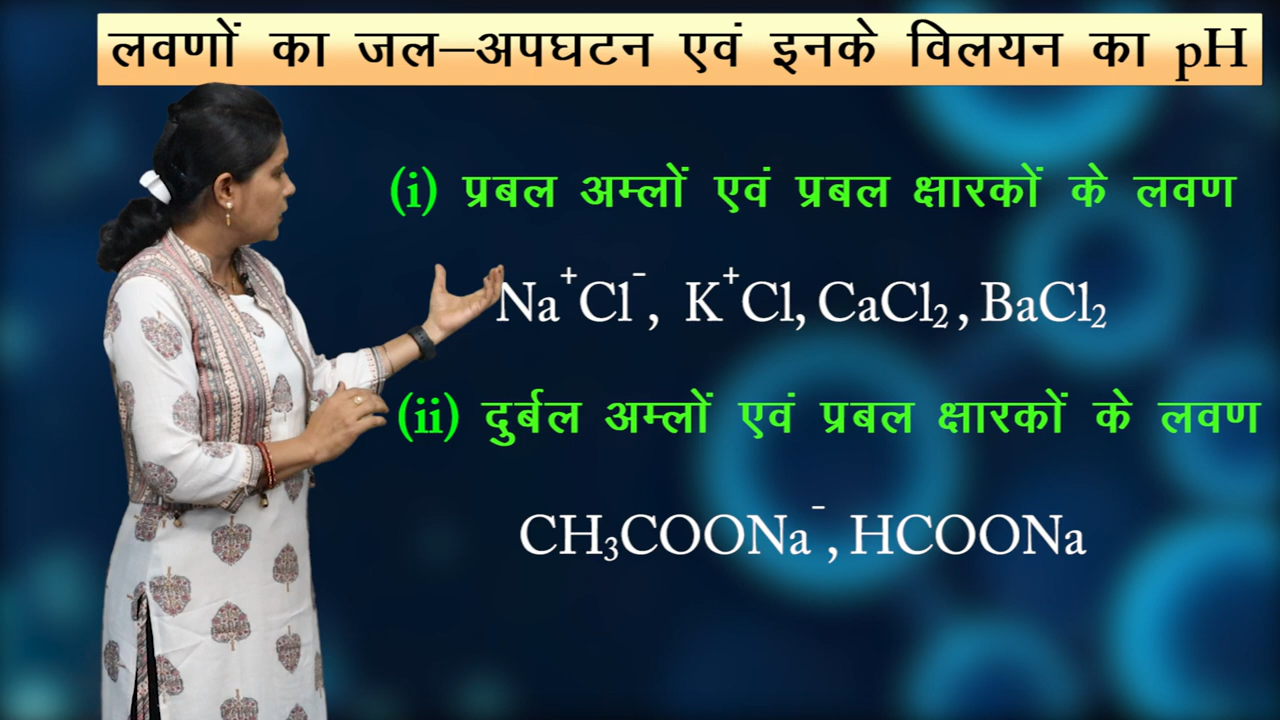 लवणों का जल–अपघटन एवं इनके विलयन का pH
(i) प्रबल अम्लों एवं प्रबल क्षारकों के लवण
Na⁺Cl⁻, K⁺Cl, CaCl₂, BaCl₂
(ii) दुर्बल अम्लों एवं प्रबल क्षारकों के लवण
CH₃COONa⁻, HCOONa